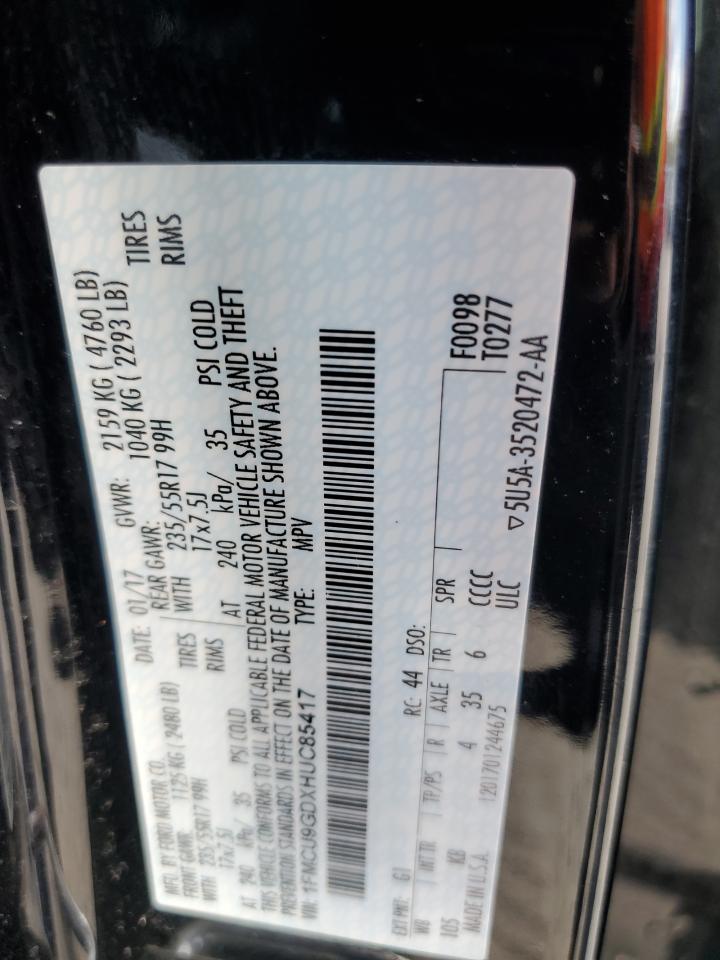 MFD. BY FORD MOTOR CO. DATE: 01/17 GVWR: 2159 KG ( 4760 LB)
FRONT GAWR: 1125 KG ( 2480 LB) REAR GAWR: 1040 KG ( 2293 LB)
WITH 235/55R17 99H TIRES WITH 235/55R17 99H TIRES
17x7.5J RIMS 17x7.5J RIMS
AT 240 kPa/ 35 PSI COLD AT 240 kPa/ 35 PSI COLD
THIS VEHICLE CONFORMS TO ALL APPLICABLE FEDERAL MOTOR VEHICLE SAFETY AND THEFT
PREVENTION STANDARDS IN EFFECT ON THE DATE OF MANUFACTURE SHOWN ABOVE.
VIN: 1FMCU9GDXHUC85417 TYPE: MPV
EXT PNT: G1 RC: 44 DSO: F0098
WB INT TR TP/PS R AXLE TR SPR T0277
105 KB 4 35 6 CCCC
MADE IN U.S.A. 1201701244675 ULC ▽5U5A-3520472-AA